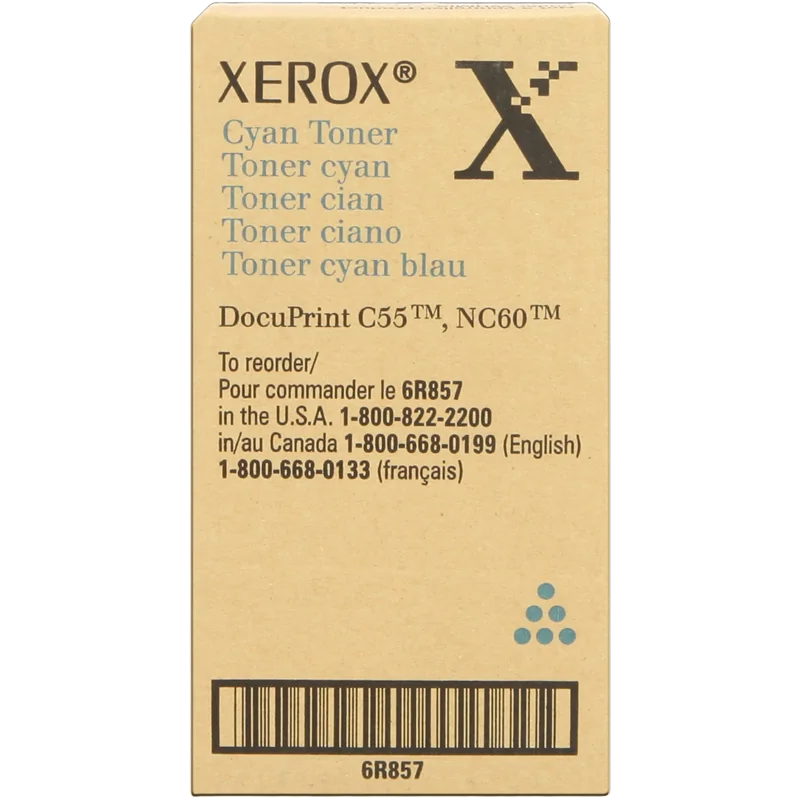 XEROX®
X
Cyan Toner
Toner cyan
Toner cian
Toner ciano
Toner cyan blau
DocuPrint C55™, NC60™
To reorder/
Pour commander le 6R857
in the U.S.A. 1-800-822-2200
in/au Canada 1-800-668-0199 (English)
1-800-668-0133 (français)
6R857